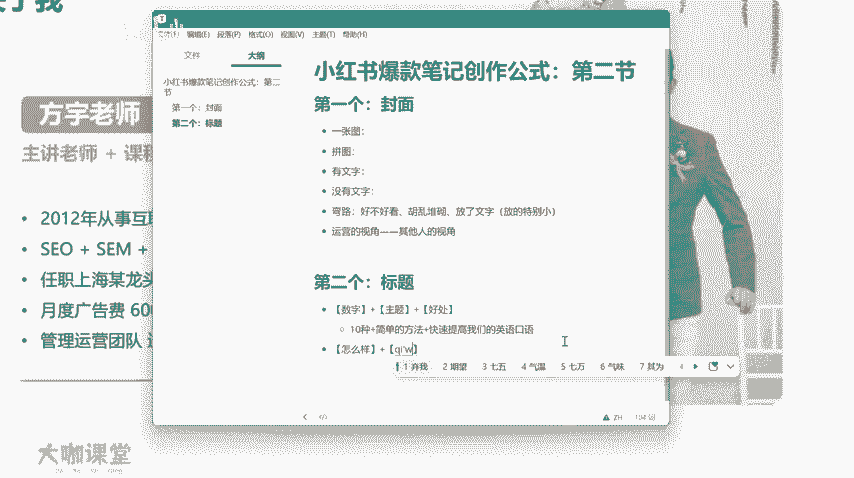 方字老师
主讲老师 + 课程
2012年从事互联
SEO + SEM +
任职上海某龙头
月度广告费 600
管理运营团队
大咖课堂
编辑(E) 段落(P) 格式(O) 视图(V) 主题(T) 帮助(H)
文件 大纲
小红书爆款笔记创作公式：第二
节
第一个：封面
第二个：标题
小红书爆款笔记创作公式：第二节
第一个：封面
一张图：
拼图：
有文字：
没有文字：
弯路：好不好看、胡乱堆砌、放了文字（放的特别小）
运营的视角——其他人的视角
第二个：标题
【数字】+【主题】+【好处】
10种+简单的方法+快速提高我们的英语口语
【怎么样】+【qi'w】
1 弃我 2 期望 3 七五 4 气温 5 七万 6 气味 7 其为
ZH